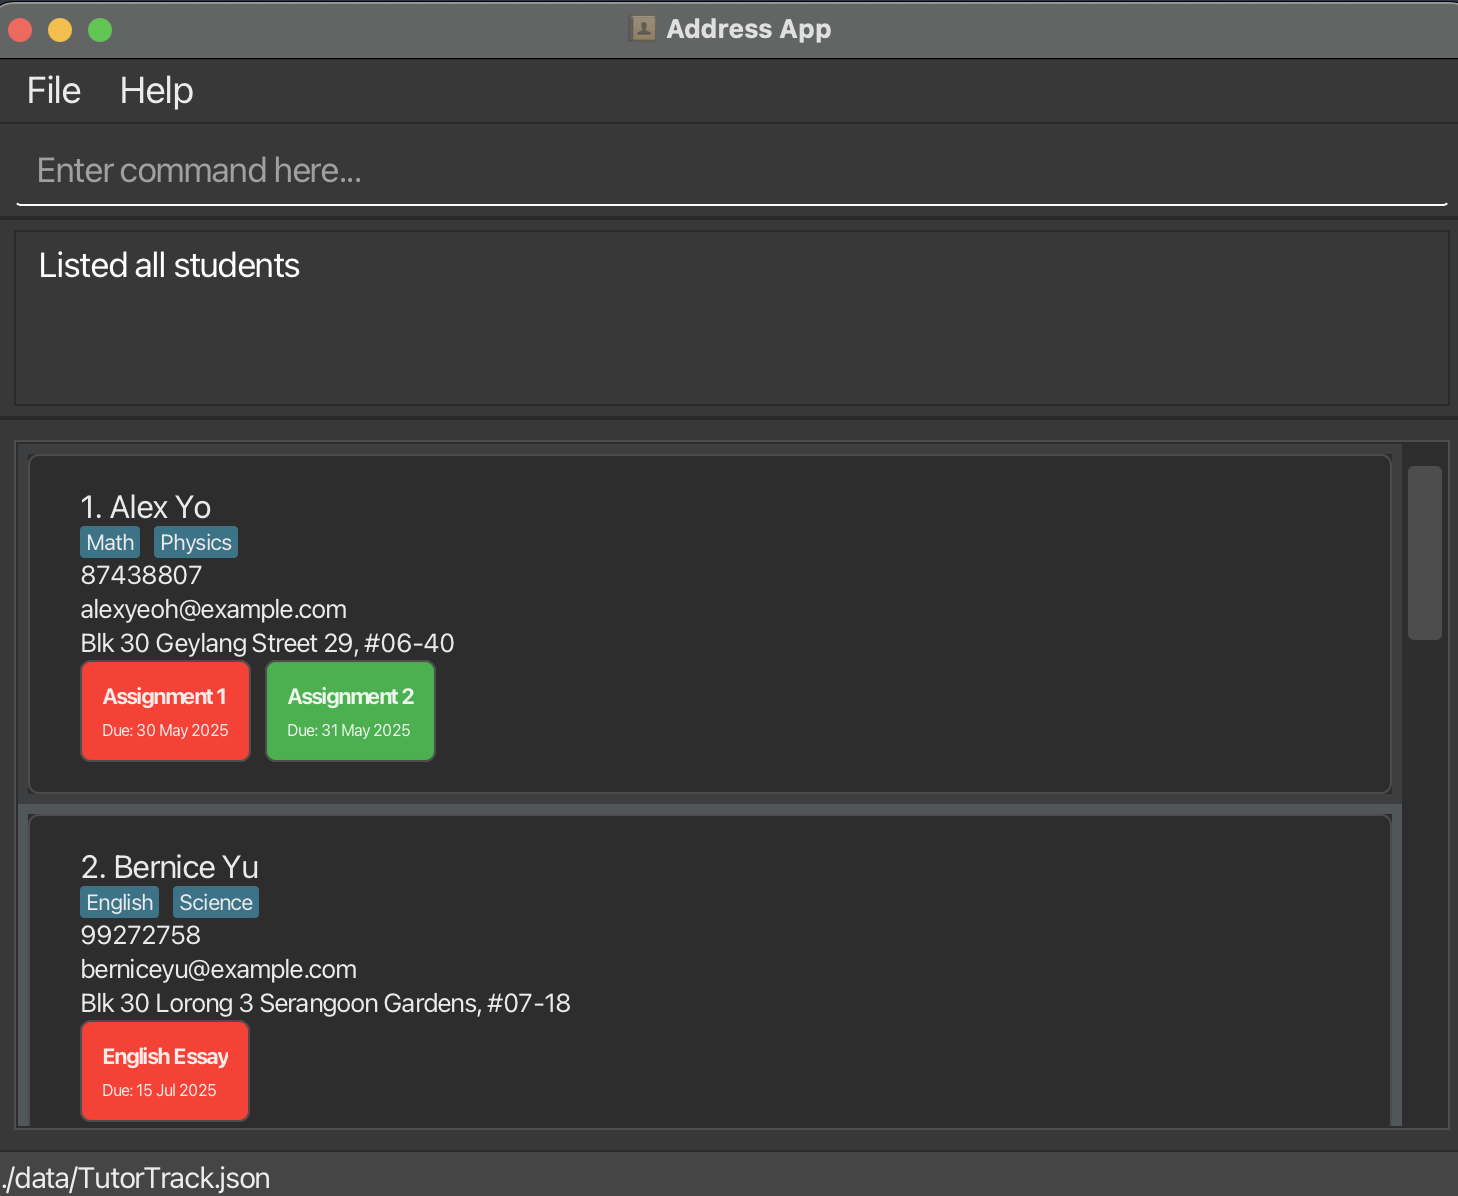 Address App
File Help
Enter command here...
Listed all students
1. Alex Yo
Math Physics
87438807
alexyeoh@example.com
Blk 30 Geylang Street 29, #06-40
Assignment 1 Assignment 2
Due: 30 May 2025 Due: 31 May 2025
2. Bernice Yu
English Science
99272758
berniceyu@example.com
Blk 30 Lorong 3 Serangoon Gardens, #07-18
English Essay
Due: 15 Jul 2025
./data/TutorTrack.json